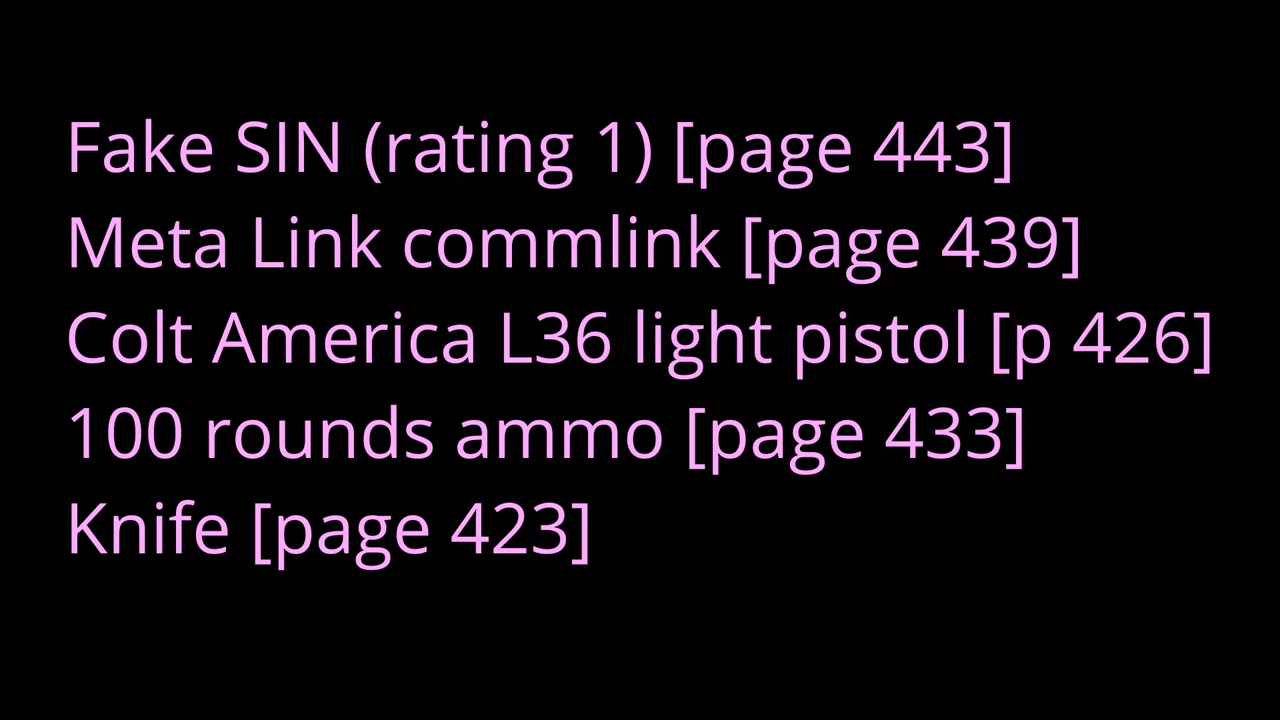 Fake SIN (rating 1) [page 443]
Meta Link commlink [page 439]
Colt America L36 light pistol [p 426]
100 rounds ammo [page 433]
Knife [page 423]